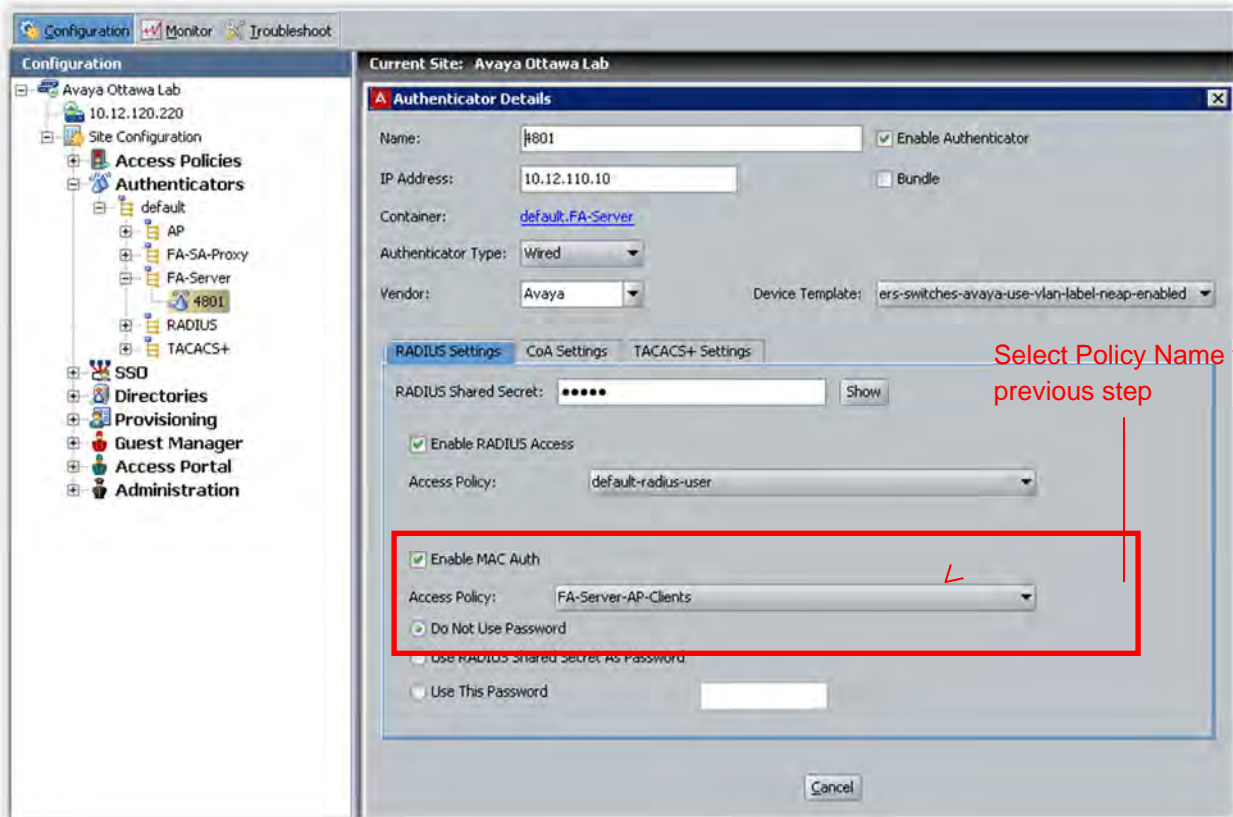 Configuration Monitor Troubleshoot
Configuration
Avaya Ottawa Lab
10.12.120.220
Site Configuration
Access Policies
Authenticators
default
AP
FA-SA-Proxy
FA-Server
4801
RADIUS
TACACS+
SSO
Directories
Provisioning
Guest Manager
Access Portal
Administration
Current Site: Avaya Ottawa Lab
A Authenticator Details
Name: 4801 Enable Authenticator
IP Address: 10.12.110.10 Bundle
Container: default.FA-Server
Authenticator Type: Wired
Vendor: Avaya Device Template: ers-switches-avaya-use-vlan-label-neap-enabled
RADIUS Settings CoA Settings TACACS+ Settings
Select Policy Name
previous step
RADIUS Shared Secret: ●●●●● Show
Enable RADIUS Access
Access Policy: default-radius-user
Enable MAC Auth
Access Policy: FA-Server-AP-Clients
Do Not Use Password
Use RADIUS Shared Secret As Password
Use This Password
Cancel